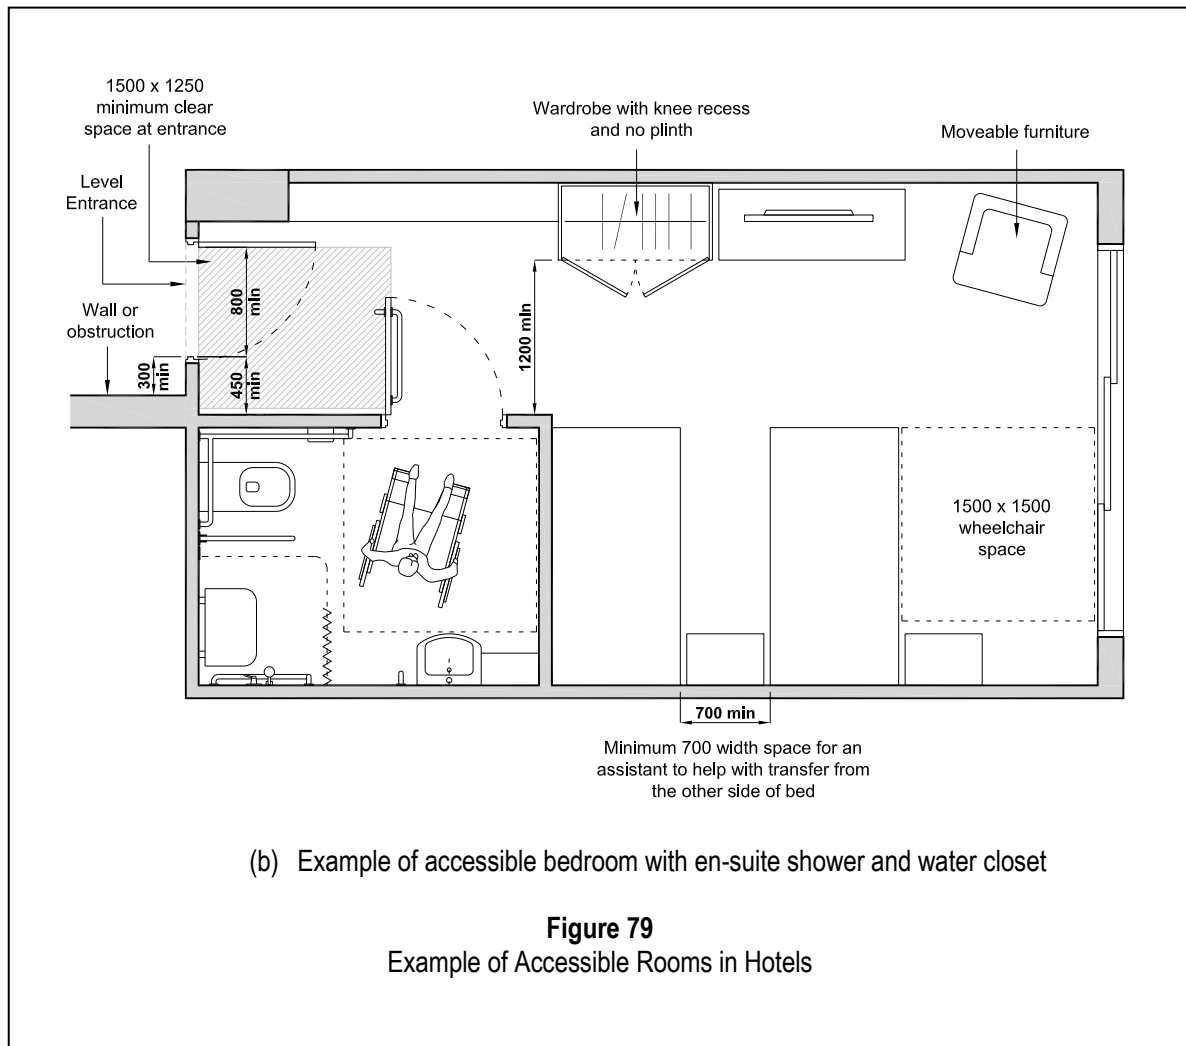 1500 x 1250
minimum clear
space at entrance
Wardrobe with knee recess
and no plinth
Moveable furniture
Level
Entrance
Wall or
obstruction
800
min
300
min
450
min
1200 min
1500 x 1500
wheelchair
space
700 min
Minimum 700 width space for an
assistant to help with transfer from
the other side of bed
(b) Example of accessible bedroom with en-suite shower and water closet
Figure 79
Example of Accessible Rooms in Hotels